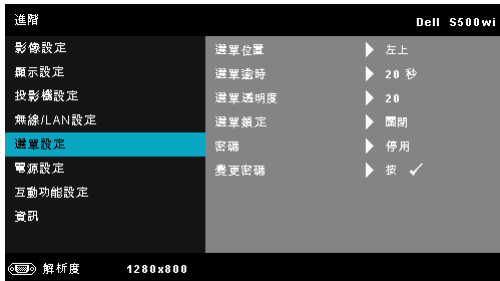 進階 Dell S500wi
影像設定
顯示設定
投影機設定
無線/LAN設定
選單設定
電源設定
互動功能設定
資訊
選單位置 左上
選單逾時 20 秒
選單透明度 20
選單鎖定 關閉
密碼 停用
變更密碼 按 ✓
解析度 1280x800